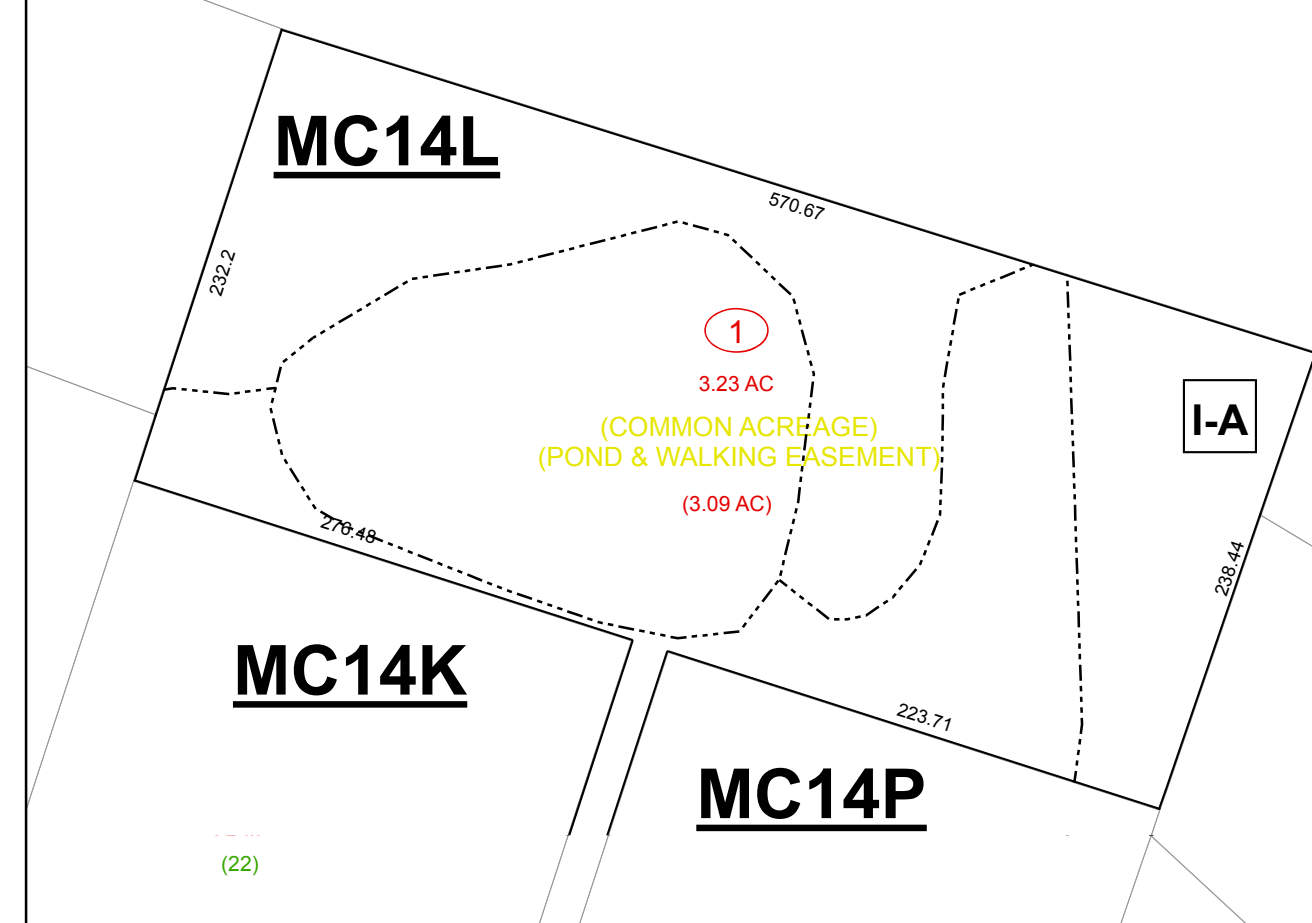 MC14L
570.67
232.2
1
3.23 AC
(COMMON ACREAGE)
(POND & WALKING EASEMENT)
I-A
(3.09 AC)
276.48
238.44
MC14K
223.71
MC14P
(22)